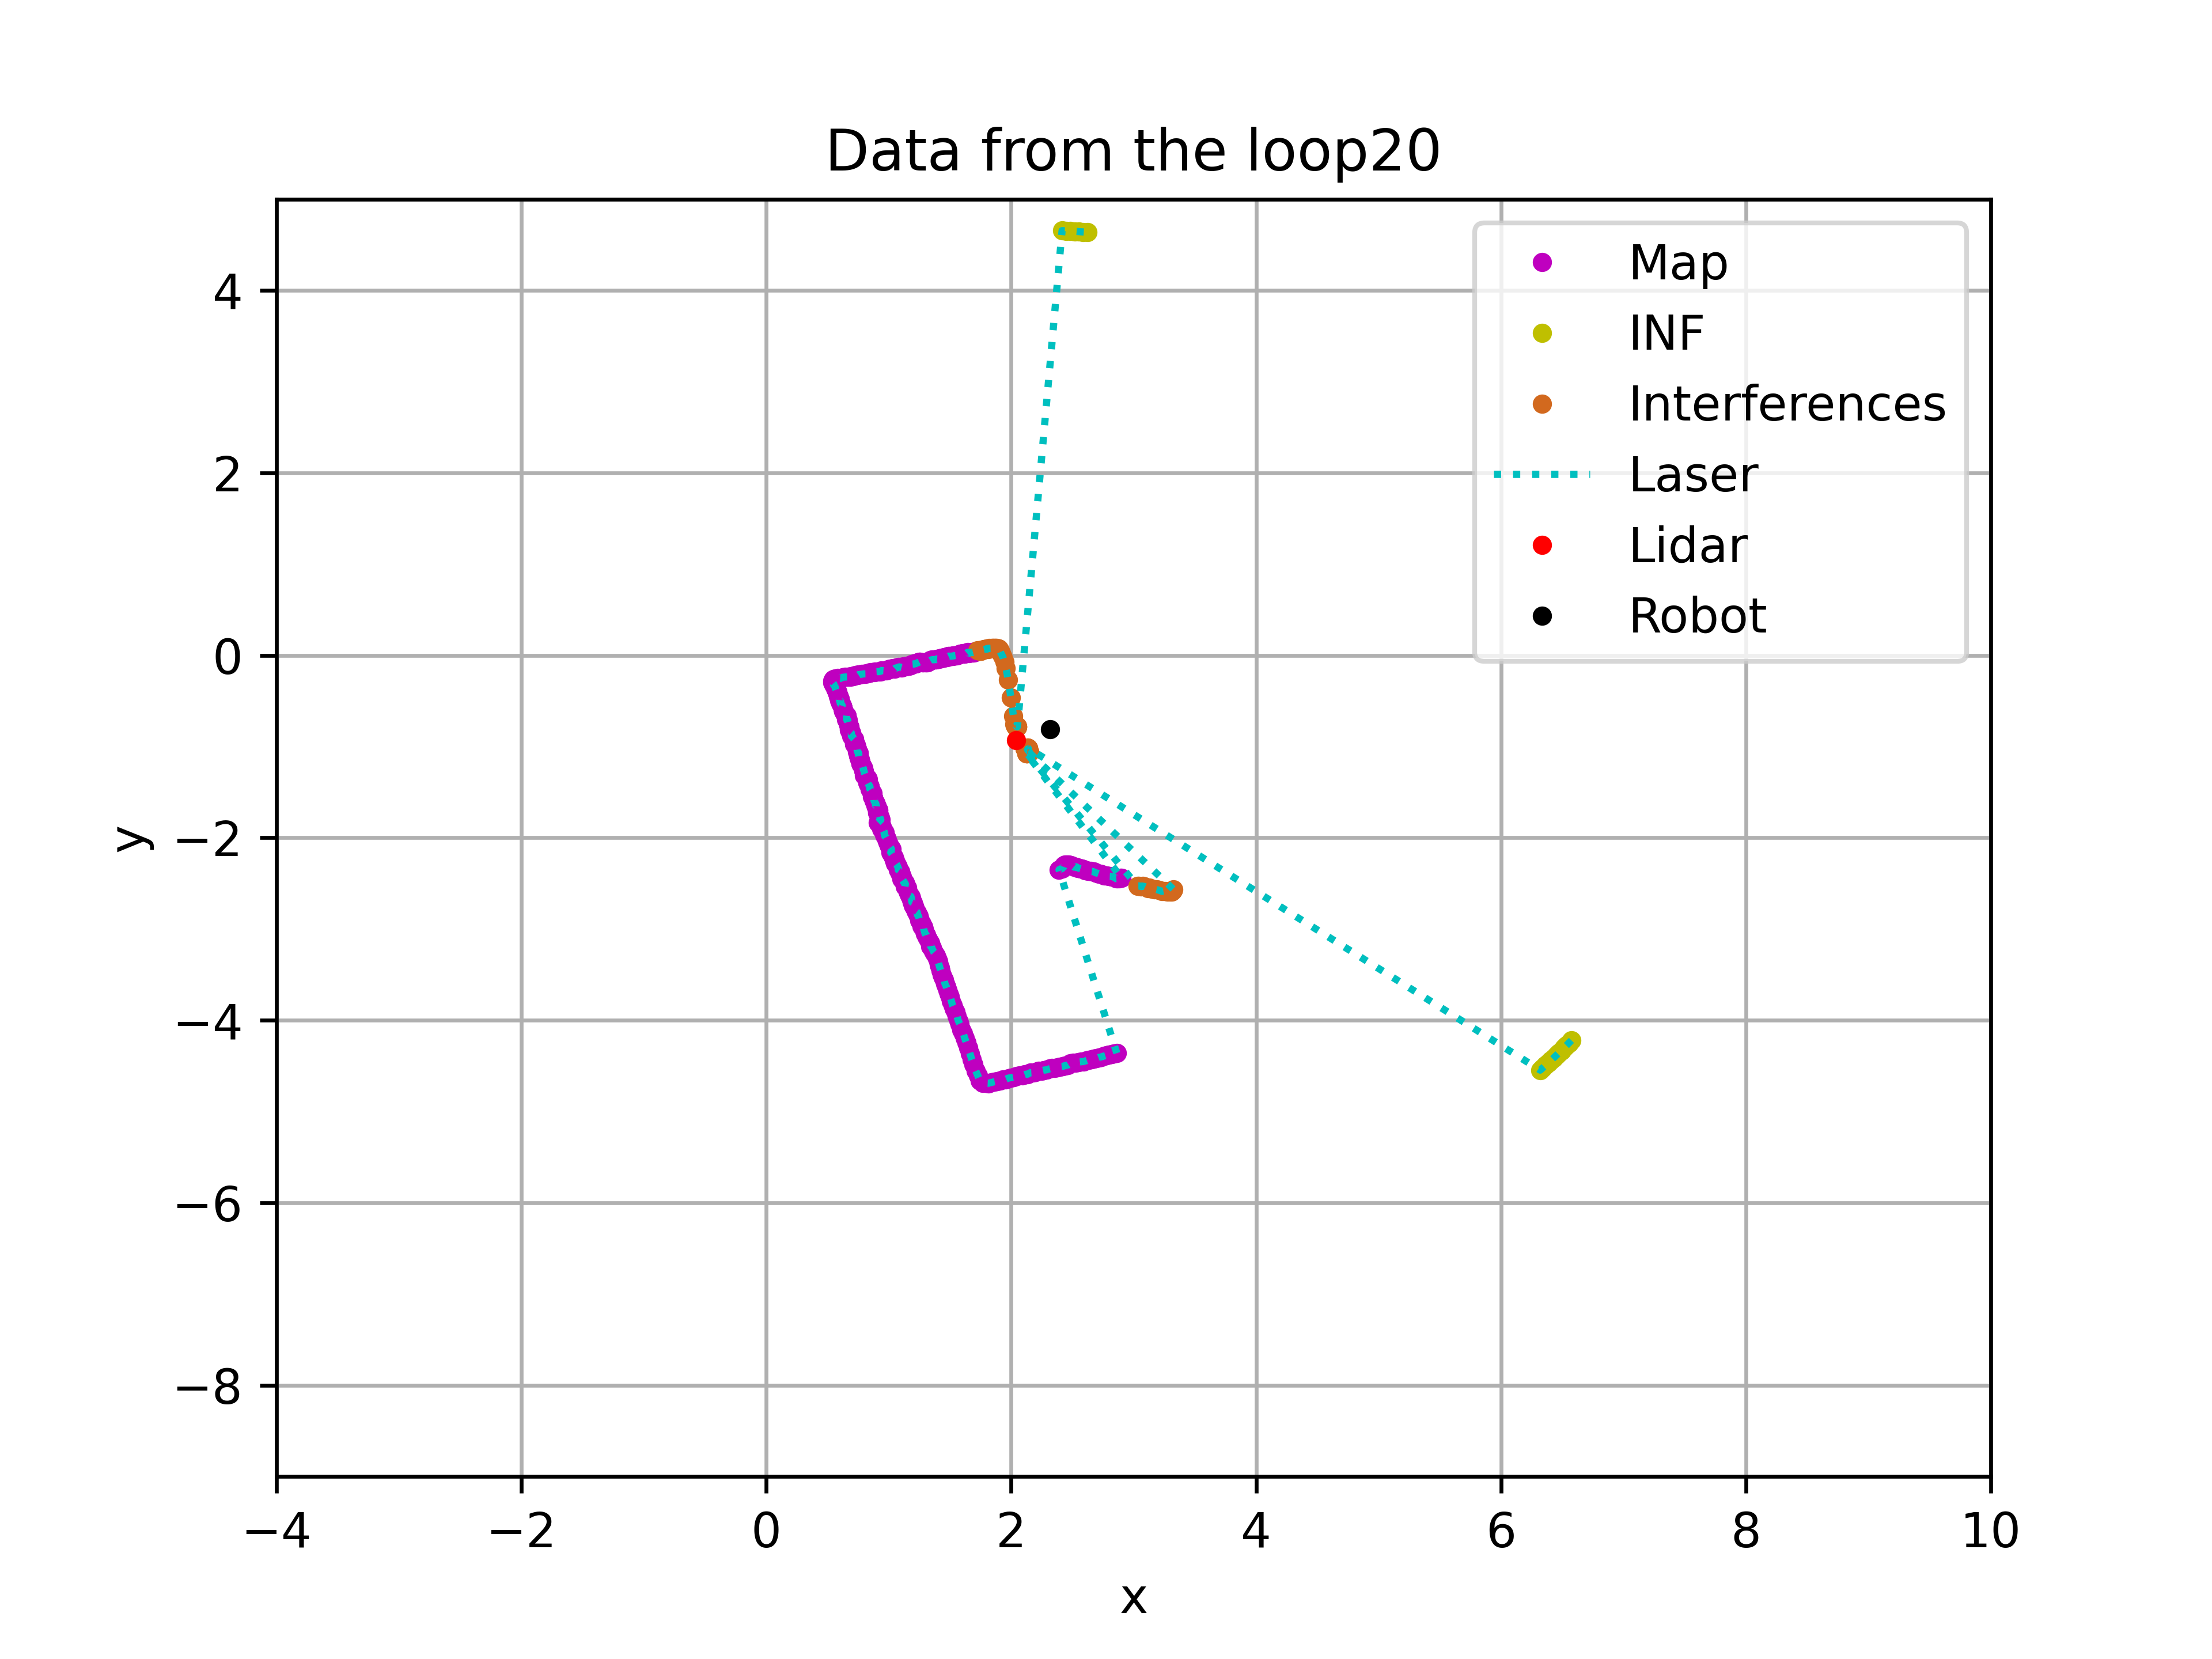 Data from the loop20
Map
INF
Interferences
Laser
Lidar
Robot
4
2
0
−2
−4
−6
−8
y
−4 −2 0 2 4 6 8 10
x